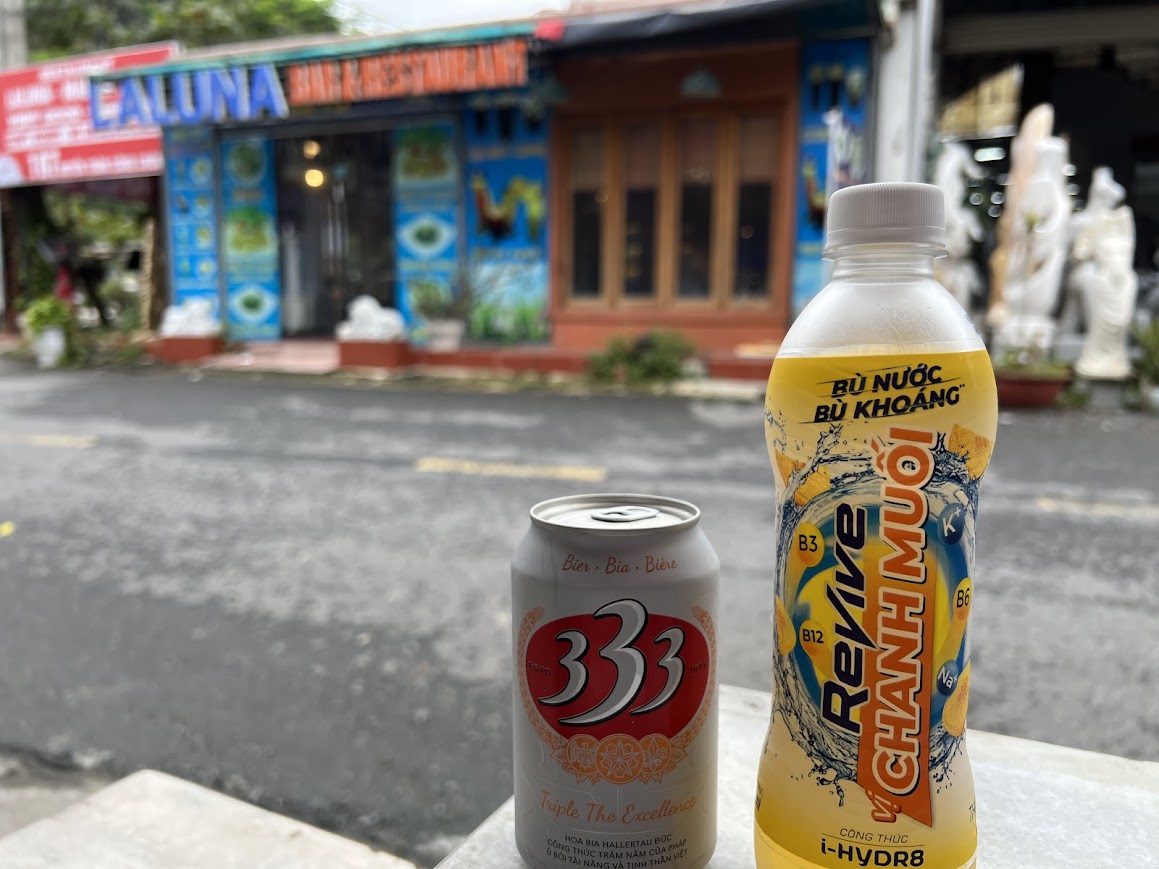 CALUNA
BAR & RESTAURANT
Bier · Bia · Bière
333
Triple The Excellence
HOA BIA HALLERTAU ĐỨC
CÔNG THỨC TRĂM NĂM CỦA PHÁP
Ủ BỞI TÀI NĂNG VÀ TINH THẦN VIỆT
BÙ NƯỚC
BÙ KHOÁNG
Revive
VỊ CHANH MUỐI
B3
B12
K+
B6
Na+
CÔNG THỨC
i-HYDR8